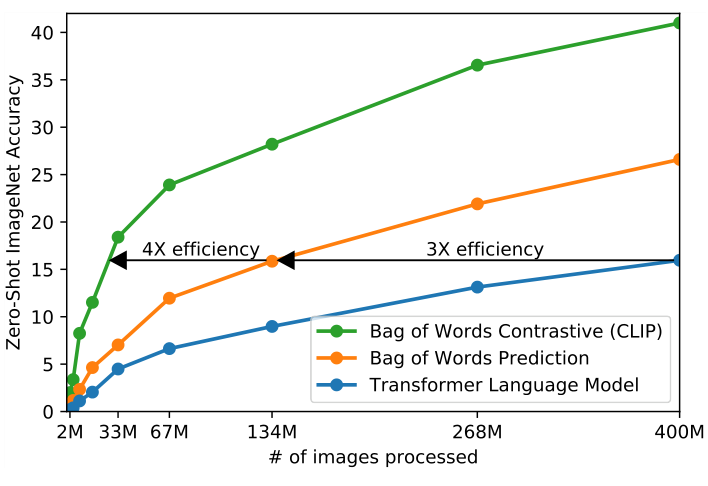 40
35
30
25
20
15
10
5
0
Zero-Shot ImageNet Accuracy
4X efficiency
3X efficiency
Bag of Words Contrastive (CLIP)
Bag of Words Prediction
Transformer Language Model
2M 33M 67M 134M 268M 400M
# of images processed